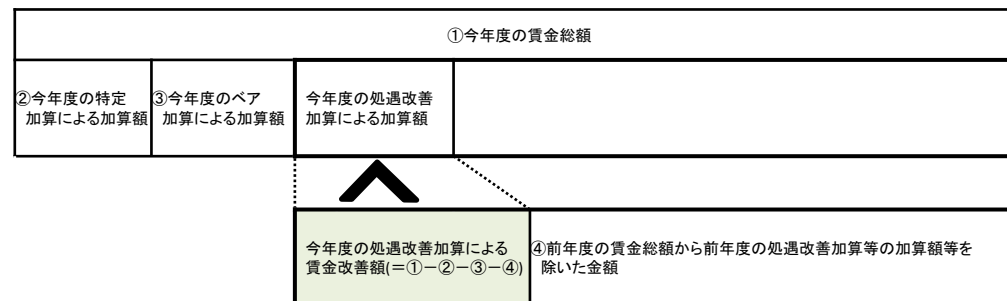 ①今年度の賃金総額
②今年度の特定
加算による加算額
③今年度のベア
加算による加算額
今年度の処遇改善
加算による加算額
今年度の処遇改善加算による
賃金改善額(＝①－②－③－④)
④前年度の賃金総額から前年度の処遇改善加算等の加算額等を
除いた金額